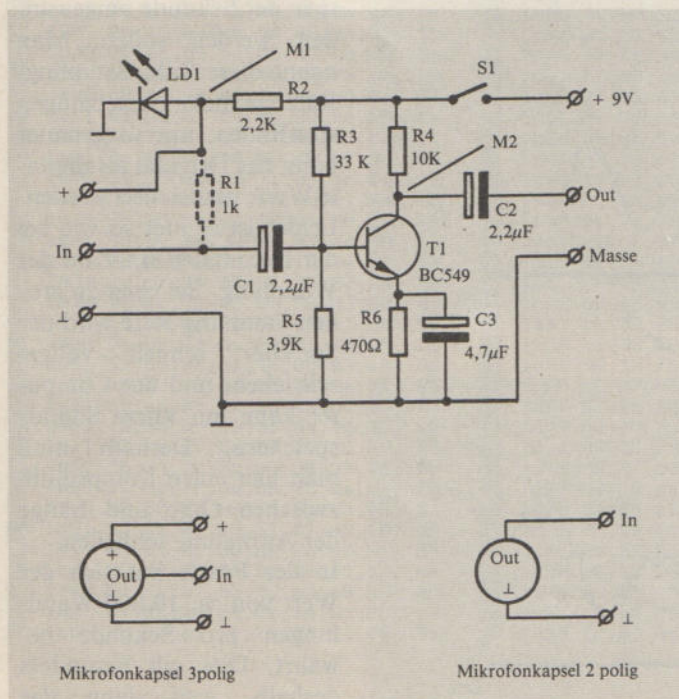 M1
LD1
S1
R2
+ 9V
2,2K
R3
33 K
R4
10K
M2
+
R1
1k
Out
C2
2,2µF
In
T1
BC549
Masse
C1
2,2µF
⊥
R5
3,9K
R6
470Ω
C3
4,7µF
+
+
Out
In
⊥
⊥
In
Out
⊥
⊥
Mikrofonkapsel 3polig
Mikrofonkapsel 2 polig